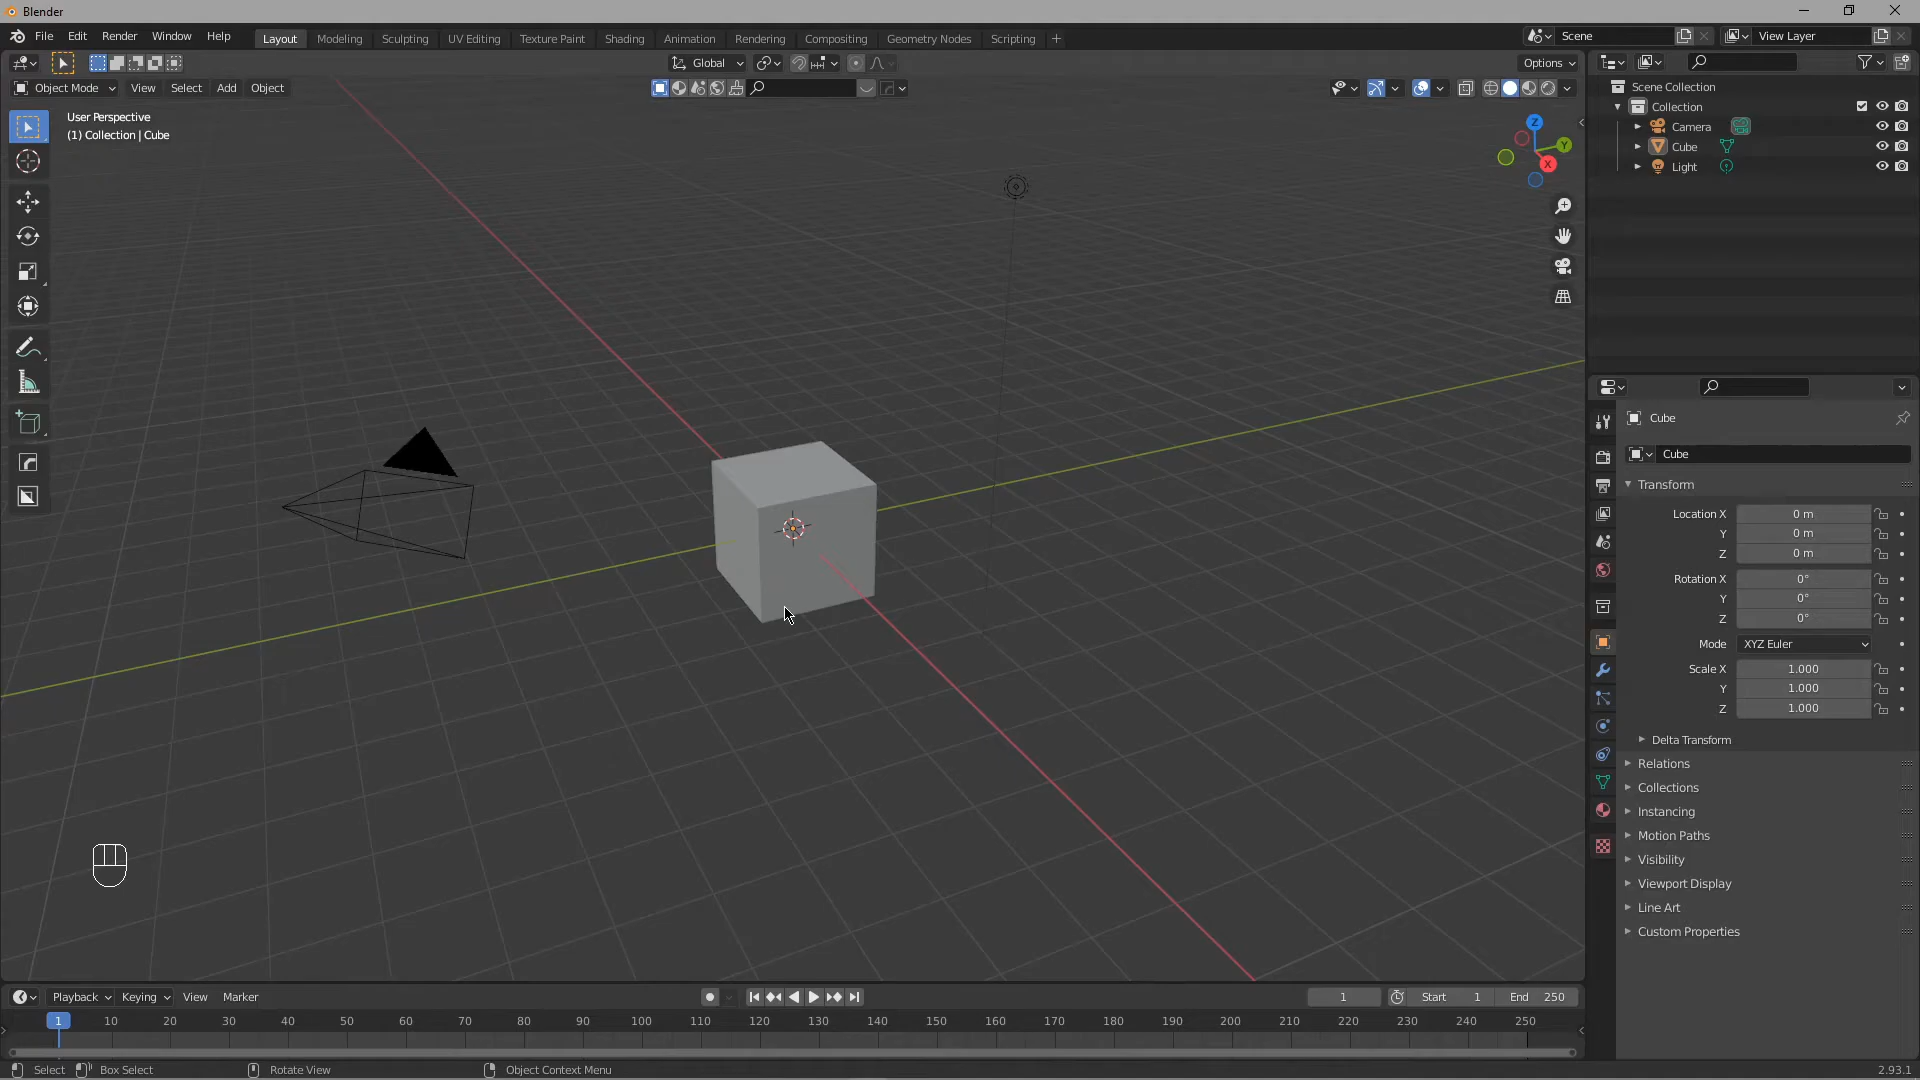 Blender
File Edit Render Window Help Layout Modeling Sculpting UV Editing Texture Paint Shading Animation Rendering Compositing Geometry Nodes Scripting + Scene View Layer
Global Options
Object Mode View Select Add Object
User Perspective
(1) Collection | Cube
Z
Y
X
Scene Collection
Collection
Camera
Cube
Light
Cube
Cube
Transform
Location X 0 m
Y 0 m
Z 0 m
Rotation X 0°
Y 0°
Z 0°
Mode XYZ Euler
Scale X 1.000
Y 1.000
Z 1.000
Delta Transform
Relations
Collections
Instancing
Motion Paths
Visibility
Viewport Display
Line Art
Custom Properties
Playback Keying View Marker 1 Start 1 End 250
1 10 20 30 40 50 60 70 80 90 100 110 120 130 140 150 160 170 180 190 200 210 220 230 240 250
Select Box Select Rotate View Object Context Menu 2.93.1